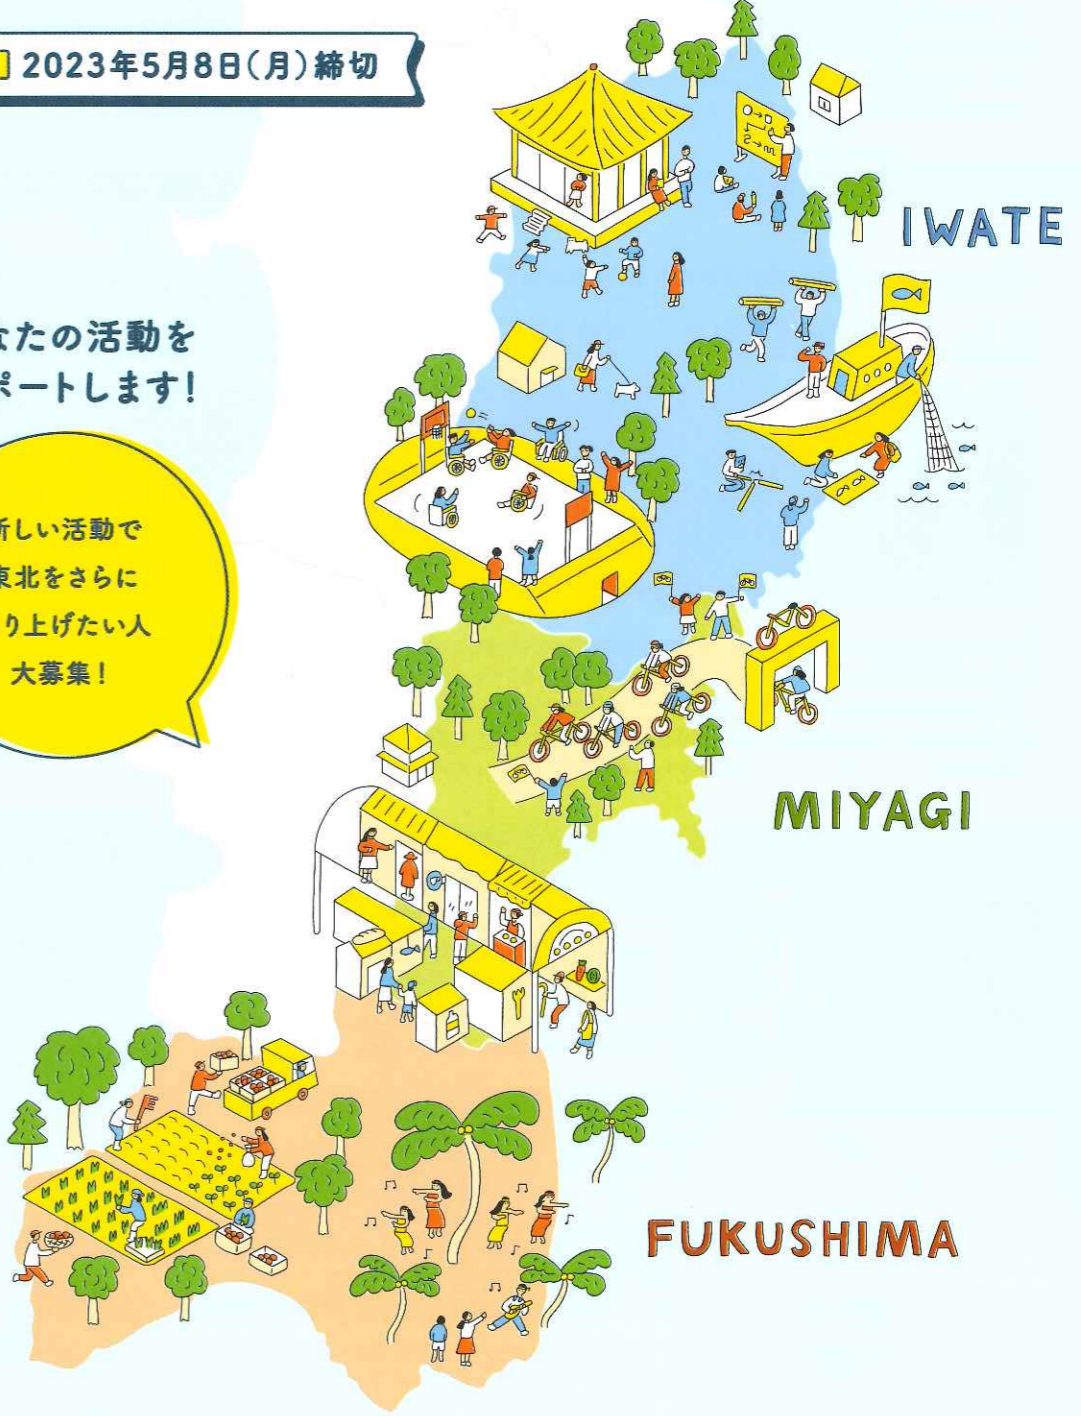 2023年5月8日(月)締切
なたの活動を
ポートします!
新しい活動で
東北をさらに
り上げたい人
大募集!
IWATE
MIYAGI
FUKUSHIMA